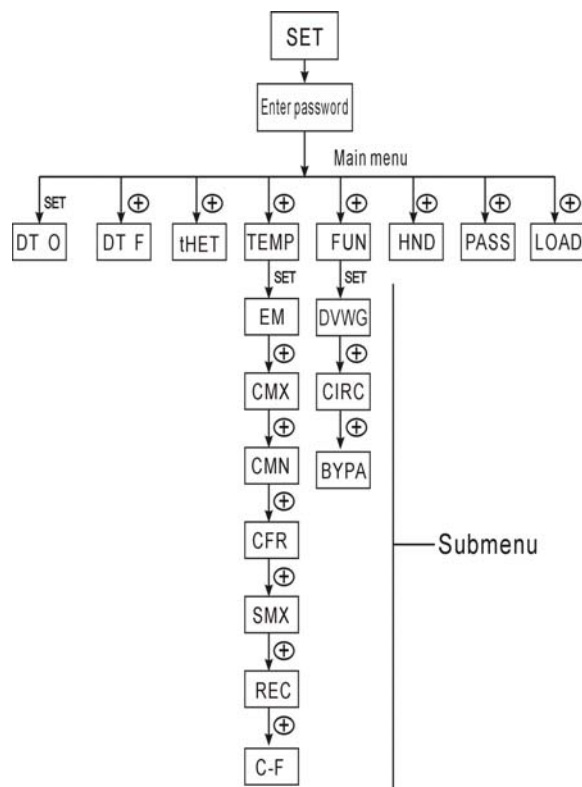 SET
Enter password
Main menu
SET
DT O DT F tHET TEMP FUN HND PASS LOAD
SET SET
EM DVWG
CMX CIRC
CMN BYPA
CFR
Submenu
SMX
REC
C-F